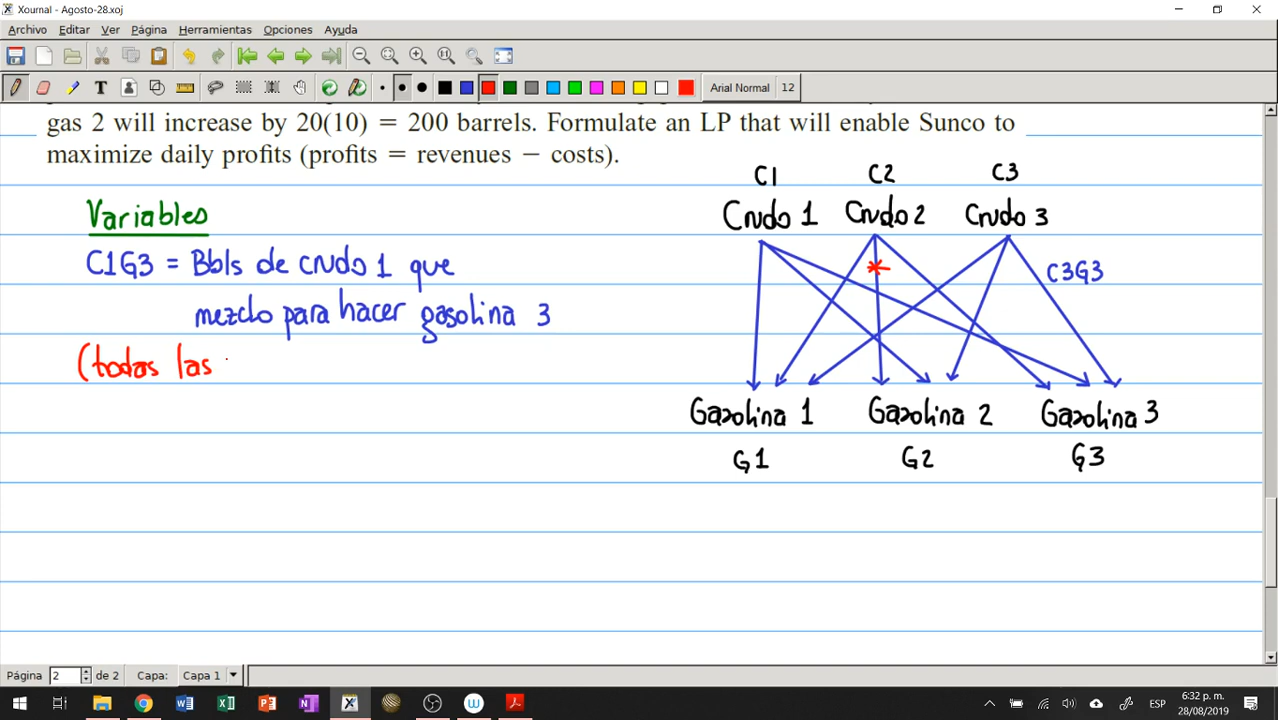 Xournal - Agosto-28.xoj
Archivo Editar Ver Página Herramientas Opciones Ayuda
Arial Normal 12
gas 2 will increase by 20(10) = 200 barrels. Formulate an LP that will enable Sunco to
maximize daily profits (profits = revenues − costs).
C1 C2 C3
Crudo 1 Crudo 2 Crudo 3
Variables
C1G3 = Bbls de crudo 1 que
mezclo para hacer gasolina 3
(todas las
C3G3
Gasolina 1 Gasolina 2 Gasolina 3
G1 G2 G3
Página 2 de 2 Capa: Capa 1
ESP
6:32 p. m.
28/08/2019